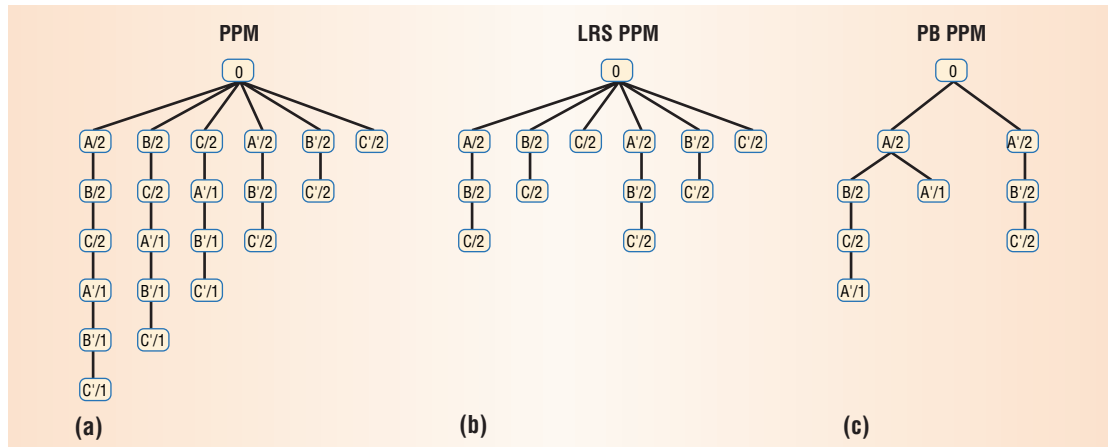 PPM
0
A/2 B/2 C/2 A'/2 B'/2 C'/2
B/2 C/2 A'/1 B'/2 C'/2
C/2 A'/1 B'/1 C'/2
A'/1 B'/1 C'/1
B'/1 C'/1
C'/1
(a)
LRS PPM
0
A/2 B/2 C/2 A'/2 B'/2 C'/2
B/2 C/2 B'/2 C'/2
C/2 C'/2
(b)
PB PPM
0
A/2 A'/2
B/2 A'/1 B'/2
C/2 C'/2
A'/1
(c)